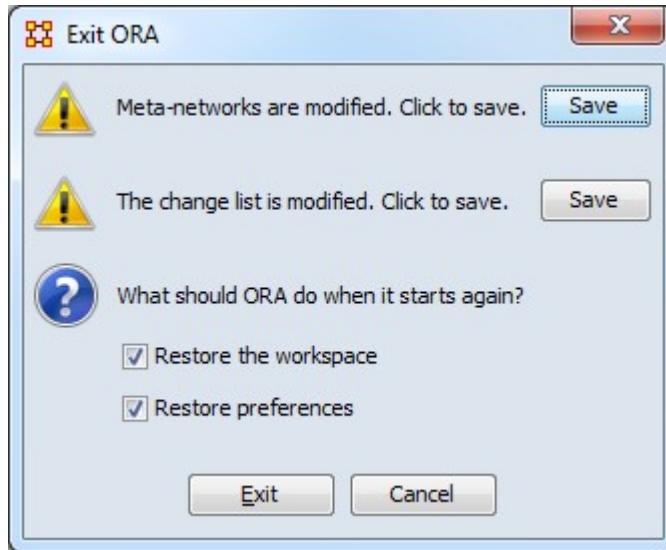 Exit ORA
Meta-networks are modified. Click to save. Save
The change list is modified. Click to save. Save
What should ORA do when it starts again?
Restore the workspace
Restore preferences
Exit Cancel